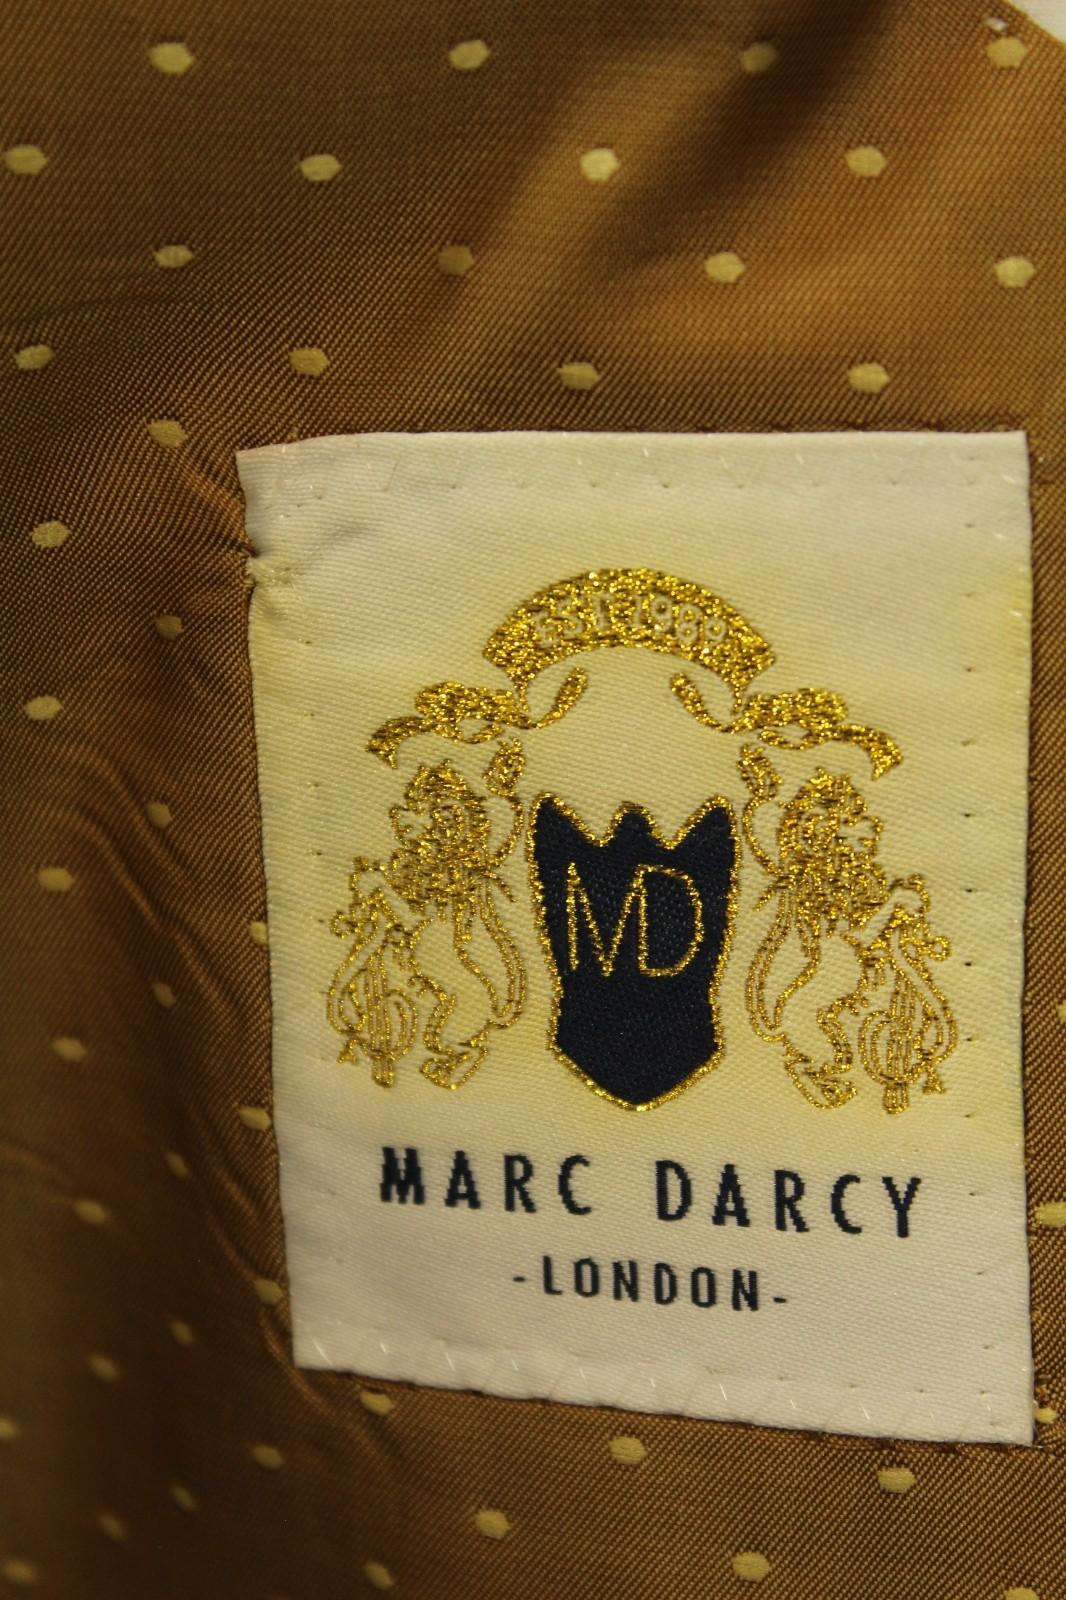 EST 1989
MD
MARC DARCY
-LONDON-